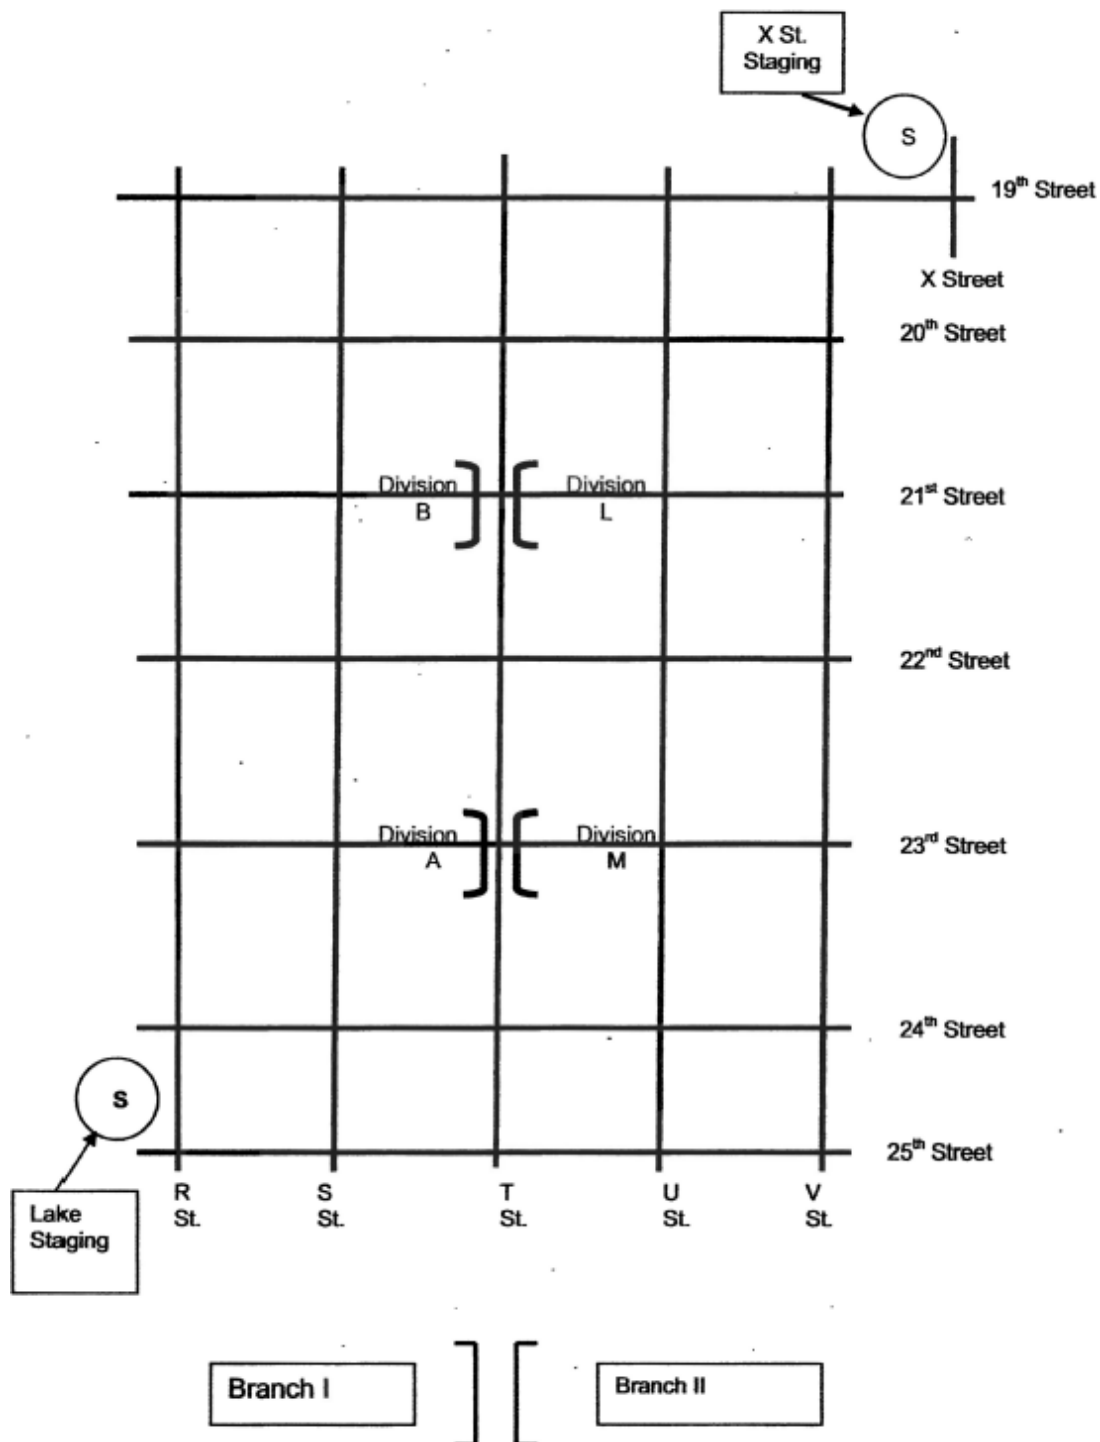 X St.
Staging
S
19th Street
X Street
20th Street
Division
B
Division
L
21st Street
22nd Street
Division
A
Division
M
23rd Street
24th Street
S
25th Street
R
St.
S
St.
T
St.
U
St.
V
St.
Lake
Staging
Branch I
Branch II